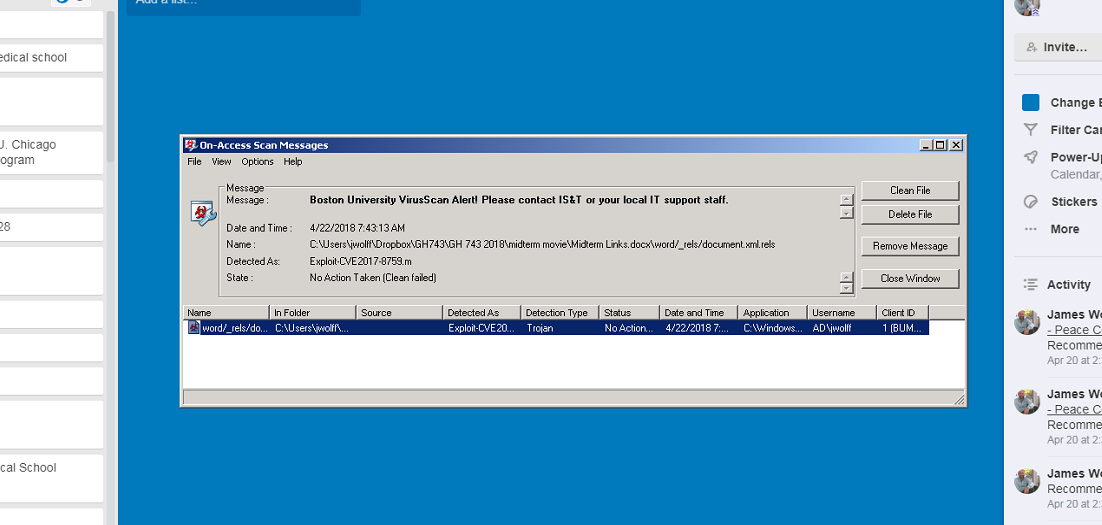 Add a list...
edical school
U. Chicago
ogram
28
cal School
On-Access Scan Messages
File View Options Help
Message
Message : Boston University VirusScan Alert! Please contact IS&T or your local IT support staff.
Date and Time : 4/22/2018 7:43:13 AM
Name : C:\Users\jwolff\Dropbox\GH743\GH 743 2018\midterm movie\Midterm Links.docx\word/_rels/document.xml.rels
Detected As: Exploit-CVE2017-8759.m
State : No Action Taken (Clean failed)
Clean File
Delete File
Remove Message
Close Window
Name In Folder Source Detected As Detection Type Status Date and Time Application Username Client ID
word/_rels/do... C:\Users\jwolff\... Exploit-CVE20... Trojan No Action... 4/22/2018 7:... C:\Windows... AD\jwolff 1 (BUM...
Invite...
Change B
Filter Car
Power-Up
Calendar,
Stickers
More
Activity
James Wo
- Peace Co
Recomme
Apr 20 at 2:
James Wo
- Peace Co
Recomme
Apr 20 at 2:
James Wo
Recomme
Apr 20 at 2: